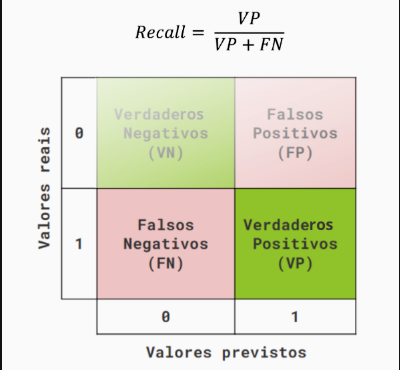 Recall = VP / (VP + FN)
Verdaderos
Negativos
(VN)
Falsos
Positivos
(FP)
Falsos
Negativos
(FN)
Verdaderos
Positivos
(VP)
Valores reais
0
1
0
1
Valores previstos